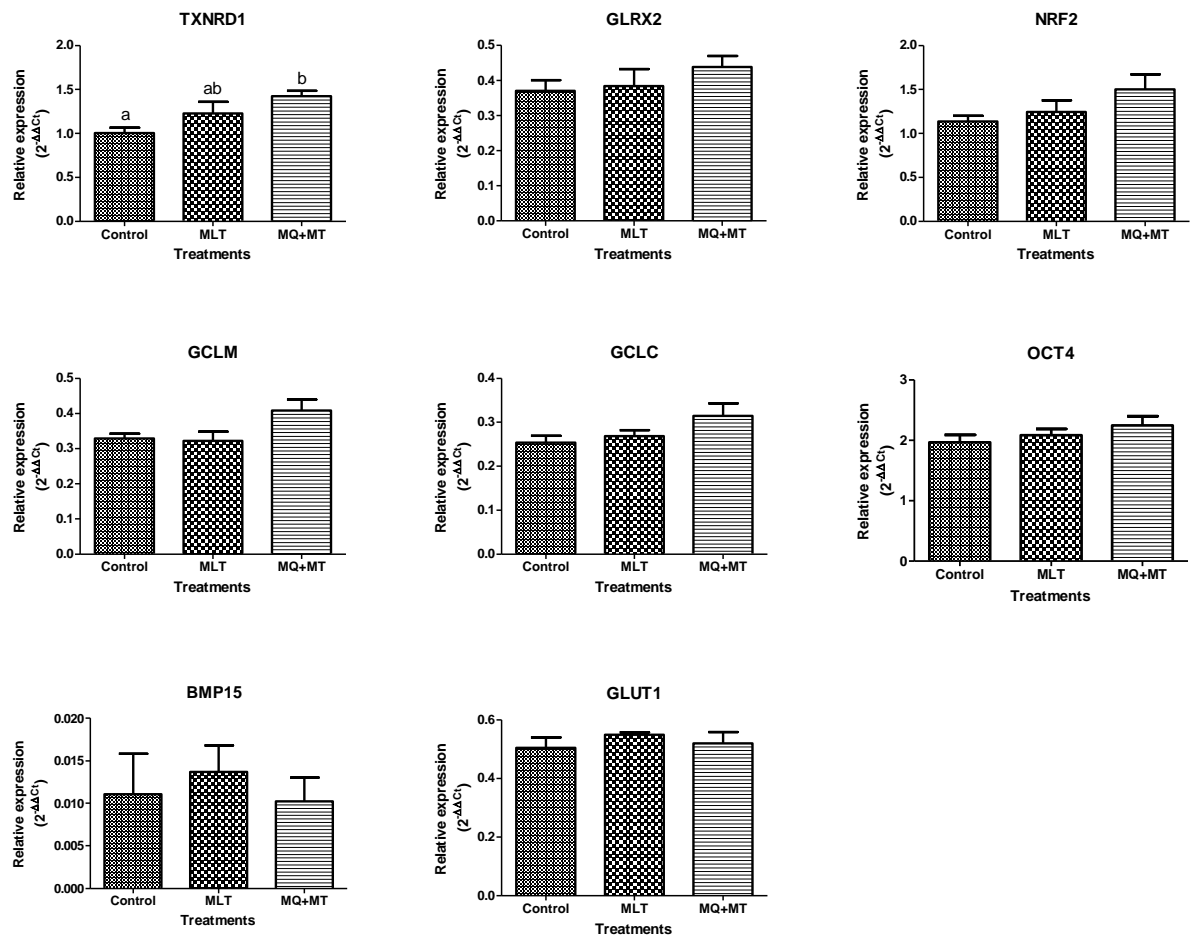 TXNRD1
Relative expression
(2-ΔΔCt)
2.0
1.5
1.0
0.5
0.0
a
ab
b
Control
MLT
MQ+MT
Treatments
GLRX2
Relative expression
(2-ΔΔCt)
0.5
0.4
0.3
0.2
0.1
0.0
Control
MLT
MQ+MT
Treatments
NRF2
Relative expression
(2-ΔΔCt)
2.0
1.5
1.0
0.5
0.0
Control
MLT
MQ+MT
Treatments
GCLM
Relative expression
(2-ΔΔCt)
0.5
0.4
0.3
0.2
0.1
0.0
Control
MLT
MQ+MT
Treatments
GCLC
Relative expression
(2-ΔΔCt)
0.4
0.3
0.2
0.1
0.0
Control
MLT
MQ+MT
Treatments
OCT4
Relative expression
(2-ΔΔCt)
3
2
1
0
Control
MLT
MQ+MT
Treatments
BMP15
Relative expression
(2-ΔΔCt)
0.020
0.015
0.010
0.005
0.000
Control
MLT
MQ+MT
Treatments
GLUT1
Relative expression
(2-ΔΔCt)
0.6
0.4
0.2
0.0
Control
MLT
MQ+MT
Treatments